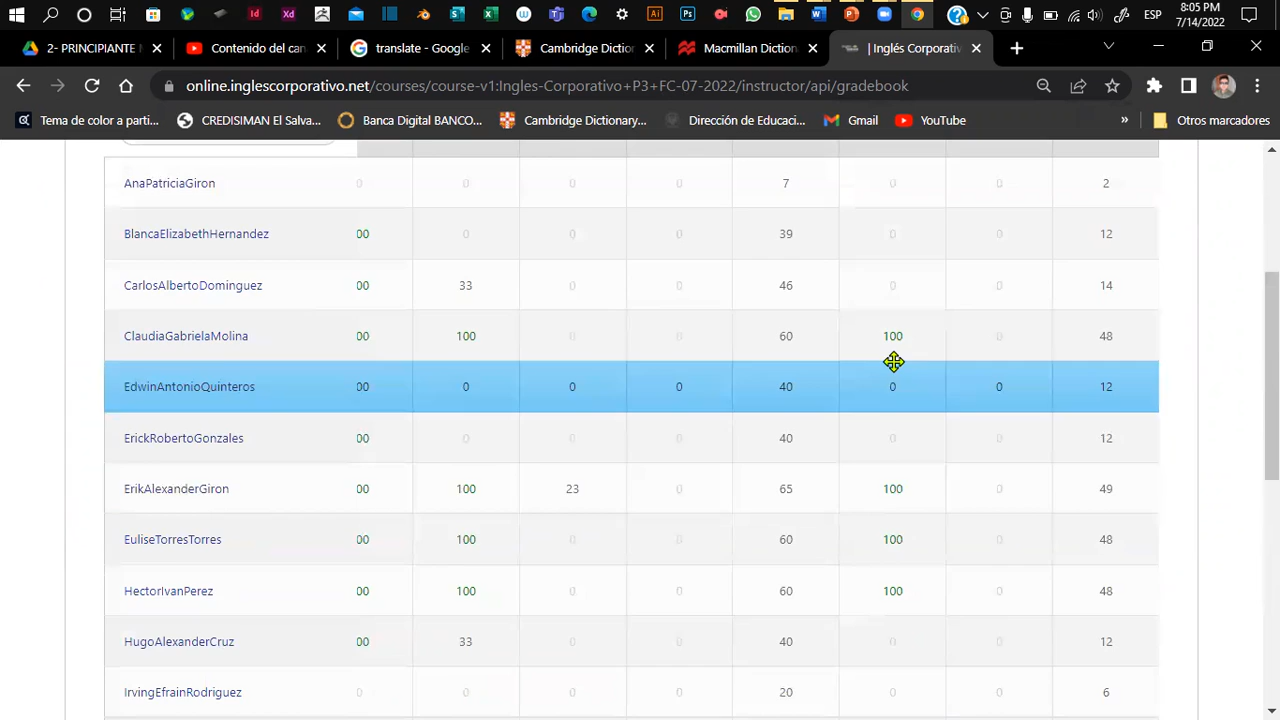 8:05 PM
ESP
7/14/2022
2- PRINCIPIANTE M
Contenido del can
translate - Google
Cambridge Dictio
Macmillan Diction
| Inglés Corporativ
online.inglescorporativo.net/courses/course-v1:Ingles-Corporativo+P3+FC-07-2022/instructor/api/gradebook
Tema de color a parti...
CREDISIMAN El Salva...
Banca Digital BANCO...
Cambridge Dictionary...
Dirección de Educaci...
Gmail
YouTube
»
Otros marcadores
AnaPatriciaGiron 0 0 0 0 7 0 0 2
BlancaElizabethHernandez 00 0 0 0 39 0 0 12
CarlosAlbertoDominguez 00 33 0 0 46 0 0 14
ClaudiaGabrielaMolina 00 100 0 0 60 100 0 48
EdwinAntonioQuinteros 00 0 0 0 40 0 0 12
ErickRobertoGonzales 00 0 0 0 40 0 0 12
ErikAlexanderGiron 00 100 23 0 65 100 0 49
EuliseTorresTorres 00 100 0 0 60 100 0 48
HectorIvanPerez 00 100 0 0 60 100 0 48
HugoAlexanderCruz 00 33 0 0 40 0 0 12
IrvingEfrainRodriguez 0 0 0 0 20 0 0 6